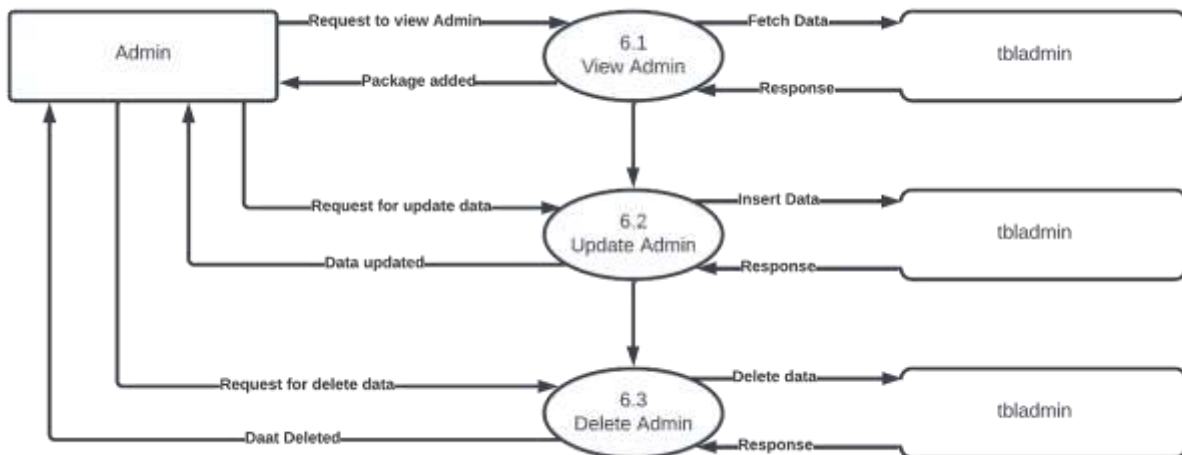 Request to view Admin
Fetch Data
Admin
6.1
View Admin
tbladmin
Package added
Response
Request for update data
Insert Data
6.2
Update Admin
tbladmin
Data updated
Response
Request for delete data
Delete data
6.3
Delete Admin
tbladmin
Daat Deleted
Response